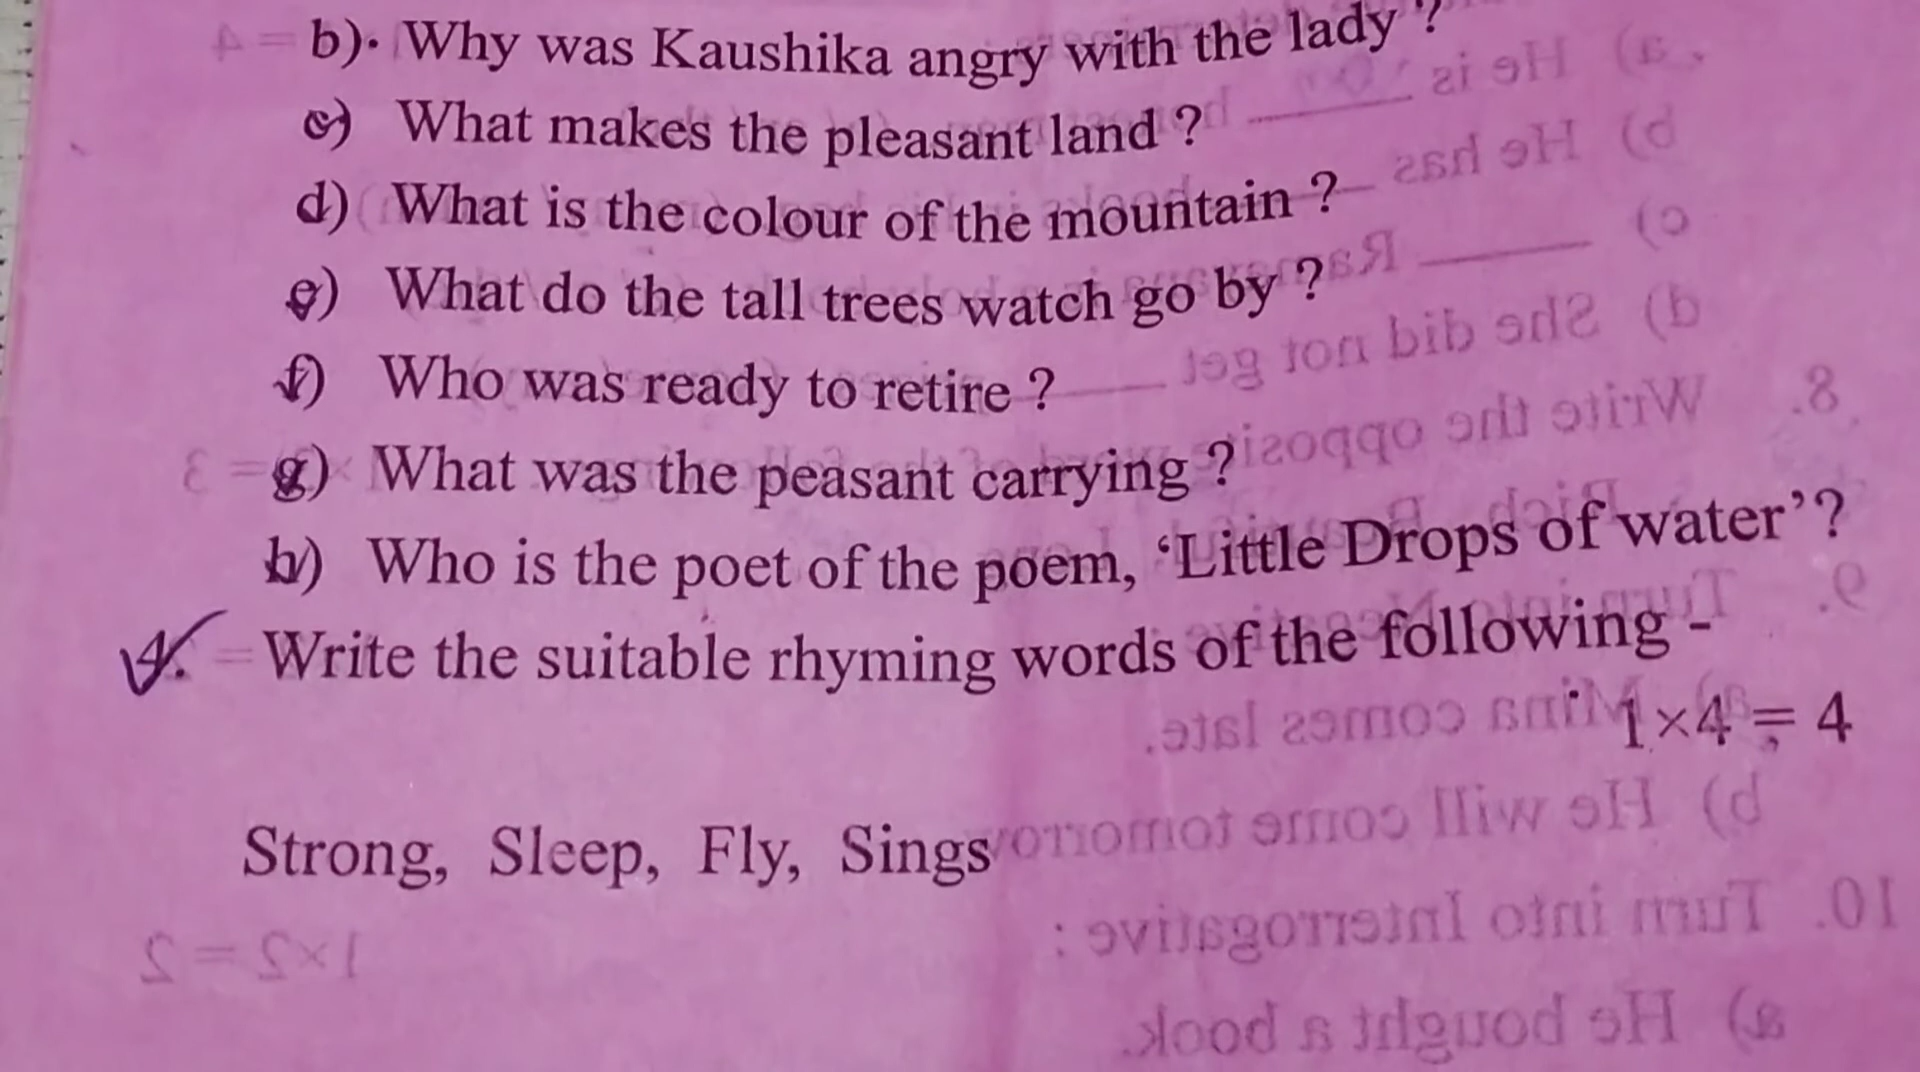 b). Why was Kaushika angry with the lady ?
c) What makes the pleasant land ?
d) What is the colour of the mountain ?
e) What do the tall trees watch go by ?
f) Who was ready to retire ?
g) What was the peasant carrying ?
h) Who is the poet of the poem, ‘Little Drops of water’?
4. Write the suitable rhyming words of the following -
1×4 = 4
Strong, Sleep, Fly, Sings